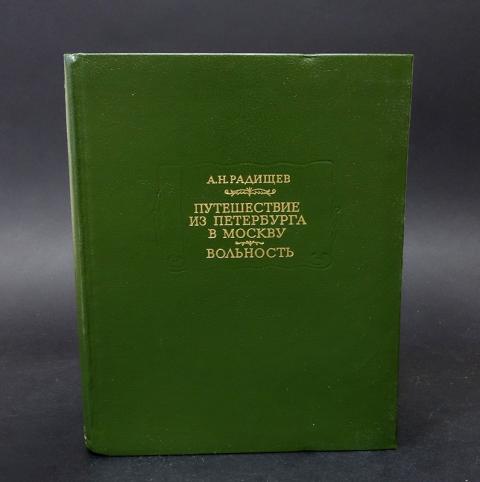 А.Н.РАДИЩЕВ
ПУТЕШЕСТВИЕ
ИЗ ПЕТЕРБУРГА
В МОСКВУ
ВОЛЬНОСТЬ